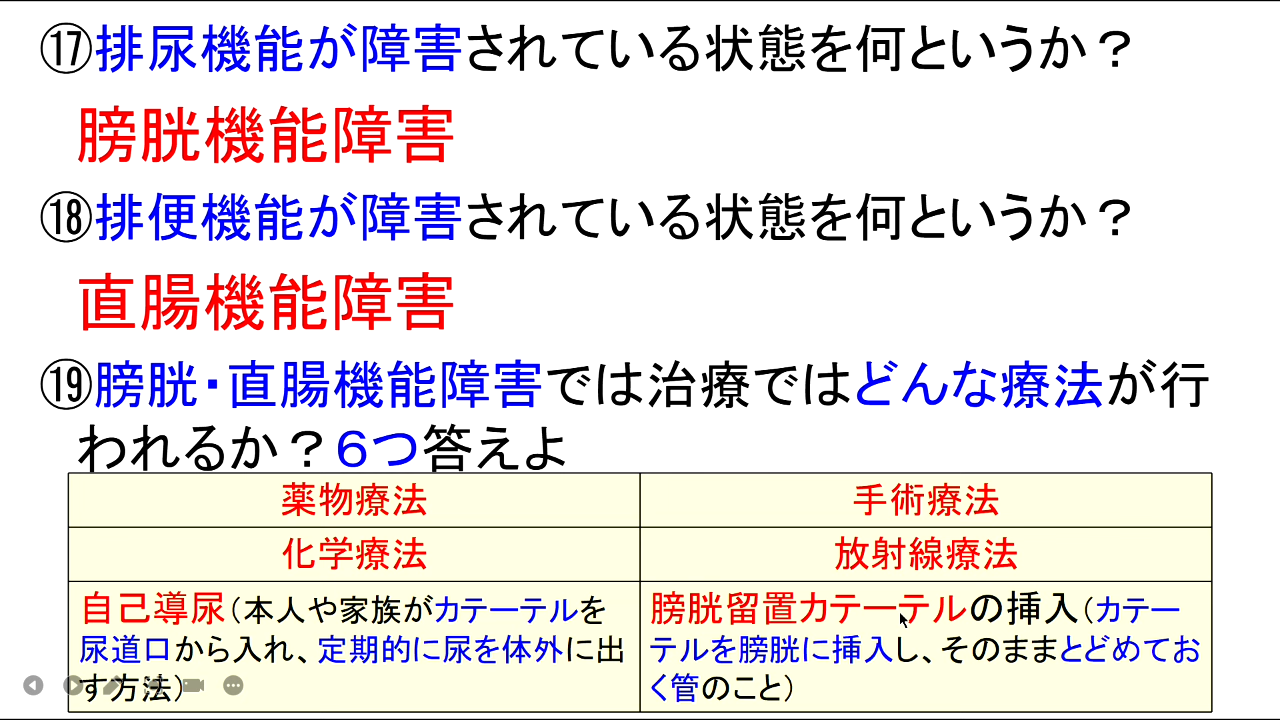 ⑰排尿機能が障害されている状態を何というか？
膀胱機能障害
⑱排便機能が障害されている状態を何というか？
直腸機能障害
⑲膀胱・直腸機能障害では治療ではどんな療法が行
われるか？６つ答えよ
薬物療法
手術療法
化学療法
放射線療法
自己導尿（本人や家族がカテーテルを
尿道口から入れ、定期的に尿を体外に出
す方法）
膀胱留置カテーテルの挿入（カテー
テルを膀胱に挿入し、そのままとどめてお
く管のこと）